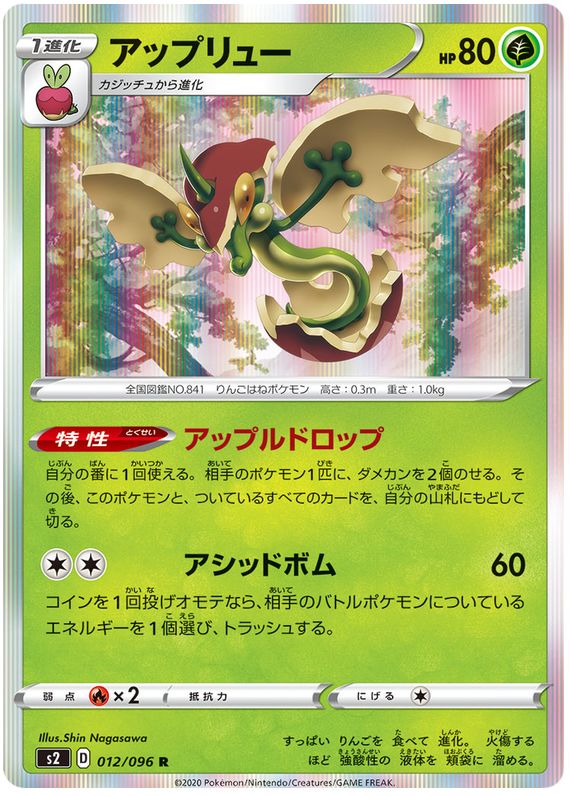 1進化
アップリュー
HP80
カジッチュから進化
全国図鑑NO.841 りんごはねポケモン 高さ:0.3m 重さ:1.0kg
特性 とくせい アップルドロップ
自分の番に1回使える。相手のポケモン1匹に、ダメカンを2個のせる。そ
の後、このポケモンと、ついているすべてのカードを、自分の山札にもどして
切る。
アシッドボム 60
コインを1回投げオモテなら、相手のバトルポケモンについている
エネルギーを1個選び、トラッシュする。
弱点 ×2 抵抗力 にげる
Illus.Shin Nagasawa
すっぱい りんごを 食べて 進化。 火傷する
ほど 強酸性の 液体を 頬袋に 溜める。
s2 D 012/096 R
©2020 Pokémon/Nintendo/Creatures/GAME FREAK.